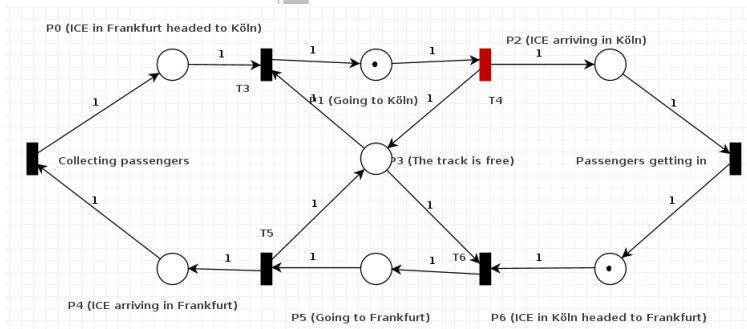 P0 (ICE in Frankfurt headed to Köln)
P2 (ICE arriving in Köln)
1
1
1
1
T3
P1 (Going to Köln)
T4
1
1
1
1
Collecting passengers
P3 (The track is free)
Passengers getting in
1
1
1
1
T5
1
1
1
T6
1
P4 (ICE arriving in Frankfurt)
P5 (Going to Frankfurt)
P6 (ICE in Köln headed to Frankfurt)